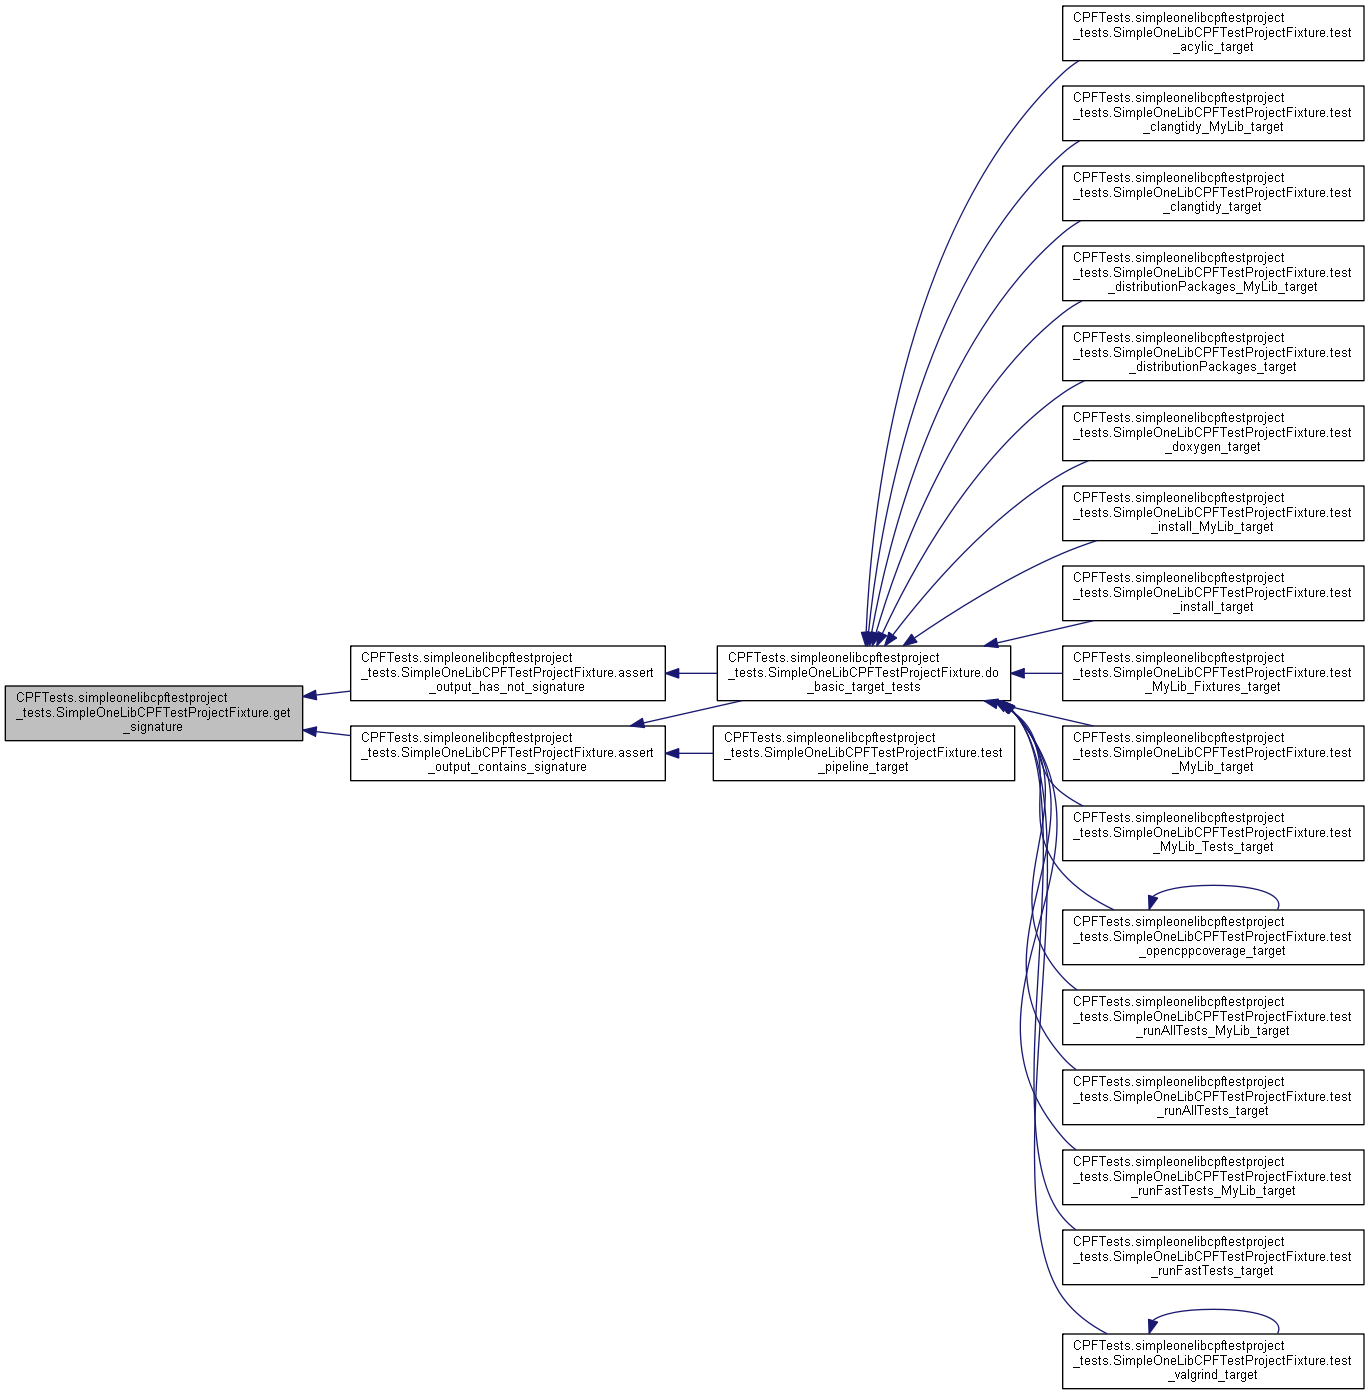 CPFTests.simpleonelibcpftestproject
_tests.SimpleOneLibCPFTestProjectFixture.get
_signature
CPFTests.simpleonelibcpftestproject
_tests.SimpleOneLibCPFTestProjectFixture.assert
_output_has_not_signature
CPFTests.simpleonelibcpftestproject
_tests.SimpleOneLibCPFTestProjectFixture.assert
_output_contains_signature
CPFTests.simpleonelibcpftestproject
_tests.SimpleOneLibCPFTestProjectFixture.do
_basic_target_tests
CPFTests.simpleonelibcpftestproject
_tests.SimpleOneLibCPFTestProjectFixture.test
_pipeline_target
CPFTests.simpleonelibcpftestproject
_tests.SimpleOneLibCPFTestProjectFixture.test
_acylic_target
CPFTests.simpleonelibcpftestproject
_tests.SimpleOneLibCPFTestProjectFixture.test
_clangtidy_MyLib_target
CPFTests.simpleonelibcpftestproject
_tests.SimpleOneLibCPFTestProjectFixture.test
_clangtidy_target
CPFTests.simpleonelibcpftestproject
_tests.SimpleOneLibCPFTestProjectFixture.test
_distributionPackages_MyLib_target
CPFTests.simpleonelibcpftestproject
_tests.SimpleOneLibCPFTestProjectFixture.test
_distributionPackages_target
CPFTests.simpleonelibcpftestproject
_tests.SimpleOneLibCPFTestProjectFixture.test
_doxygen_target
CPFTests.simpleonelibcpftestproject
_tests.SimpleOneLibCPFTestProjectFixture.test
_install_MyLib_target
CPFTests.simpleonelibcpftestproject
_tests.SimpleOneLibCPFTestProjectFixture.test
_install_target
CPFTests.simpleonelibcpftestproject
_tests.SimpleOneLibCPFTestProjectFixture.test
_MyLib_Fixtures_target
CPFTests.simpleonelibcpftestproject
_tests.SimpleOneLibCPFTestProjectFixture.test
_MyLib_target
CPFTests.simpleonelibcpftestproject
_tests.SimpleOneLibCPFTestProjectFixture.test
_MyLib_Tests_target
CPFTests.simpleonelibcpftestproject
_tests.SimpleOneLibCPFTestProjectFixture.test
_opencppcoverage_target
CPFTests.simpleonelibcpftestproject
_tests.SimpleOneLibCPFTestProjectFixture.test
_runAllTests_MyLib_target
CPFTests.simpleonelibcpftestproject
_tests.SimpleOneLibCPFTestProjectFixture.test
_runAllTests_target
CPFTests.simpleonelibcpftestproject
_tests.SimpleOneLibCPFTestProjectFixture.test
_runFastTests_MyLib_target
CPFTests.simpleonelibcpftestproject
_tests.SimpleOneLibCPFTestProjectFixture.test
_runFastTests_target
CPFTests.simpleonelibcpftestproject
_tests.SimpleOneLibCPFTestProjectFixture.test
_valgrind_target